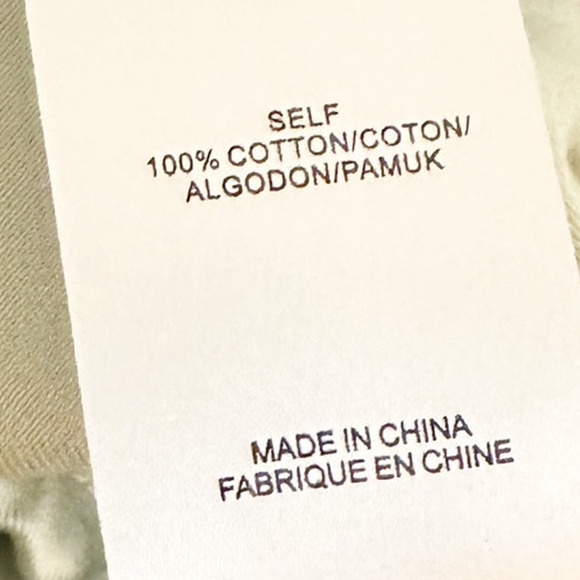 SELF
100% COTTON/COTON/
ALGODON/PAMUK
MADE IN CHINA
FABRIQUE EN CHINE